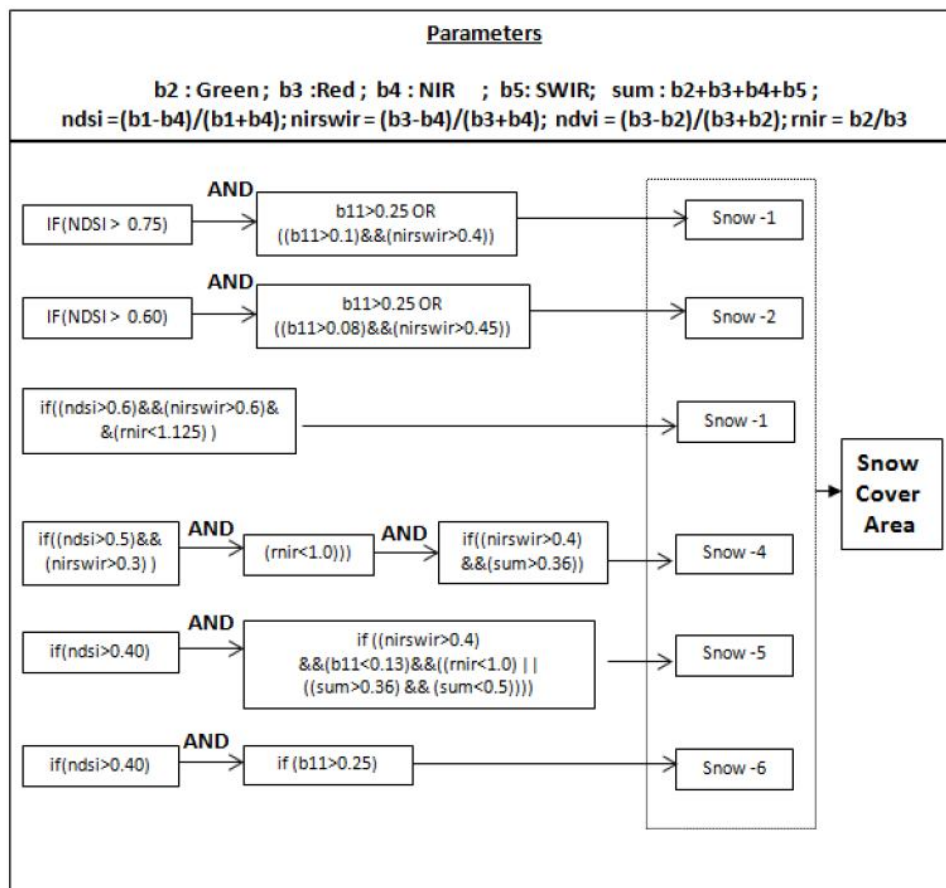 Parameters
b2 : Green ; b3 :Red ; b4 : NIR ; b5: SWIR; sum : b2+b3+b4+b5 ;
ndsi =(b1-b4)/(b1+b4); nirswir = (b3-b4)/(b3+b4); ndvi = (b3-b2)/(b3+b2); rnir = b2/b3
AND
IF(NDSI > 0.75)
b11>0.25 OR
((b11>0.1)&&(nirswir>0.4))
Snow -1
AND
IF(NDSI > 0.60)
b11>0.25 OR
((b11>0.08)&&(nirswir>0.45))
Snow -2
if((ndsi>0.6)&&(nirswir>0.6)&
&(rnir<1.125) )
Snow -1
Snow
Cover
Area
if((ndsi>0.5)&&
(nirswir>0.3) )
AND
(rnir<1.0)))
AND
if((nirswir>0.4)
&&(sum>0.36))
Snow -4
AND
if(ndsi>0.40)
if ((nirswir>0.4)
&&(b11<0.13)&&((rnir<1.0) ||
((sum>0.36) && (sum<0.5))))
Snow -5
AND
if(ndsi>0.40)
if (b11>0.25)
Snow -6